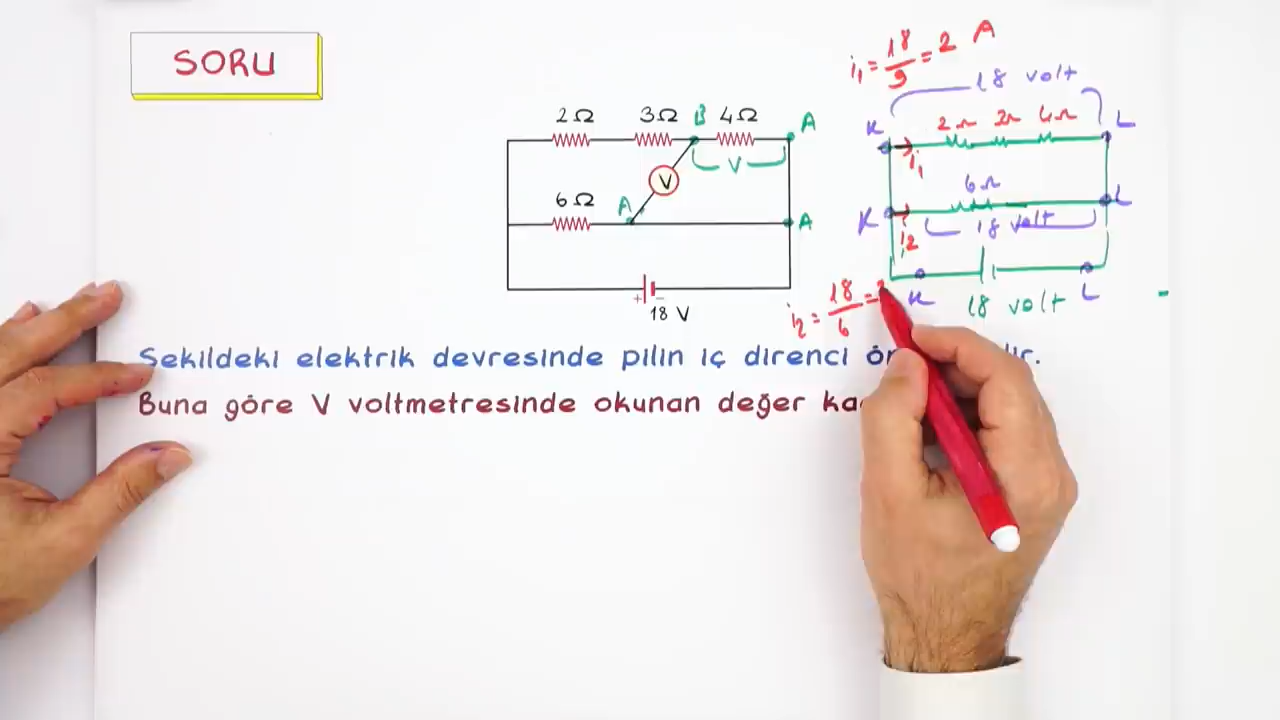 SORU
i₁ = 18/9 = 2 A
18 volt
2Ω 3Ω B 4Ω A
K 2Ω 2Ω 4Ω L
i₁
V
V
6Ω A A
6Ω
K L
i₂ 18 volt
+ -
18 V
i₂ = 18/6 =
K 18 volt L
Şekildeki elektrik devresinde pilin iç direnci
Buna göre V voltmetresinde okunan değer